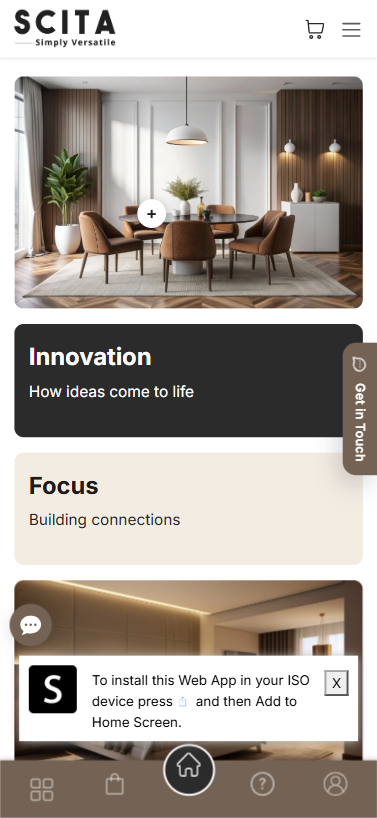 SCITA
Simply Versatile
Innovation
How ideas come to life
Get in Touch
Focus
Building connections
S
To install this Web App in your ISO
device press and then Add to
Home Screen.
X